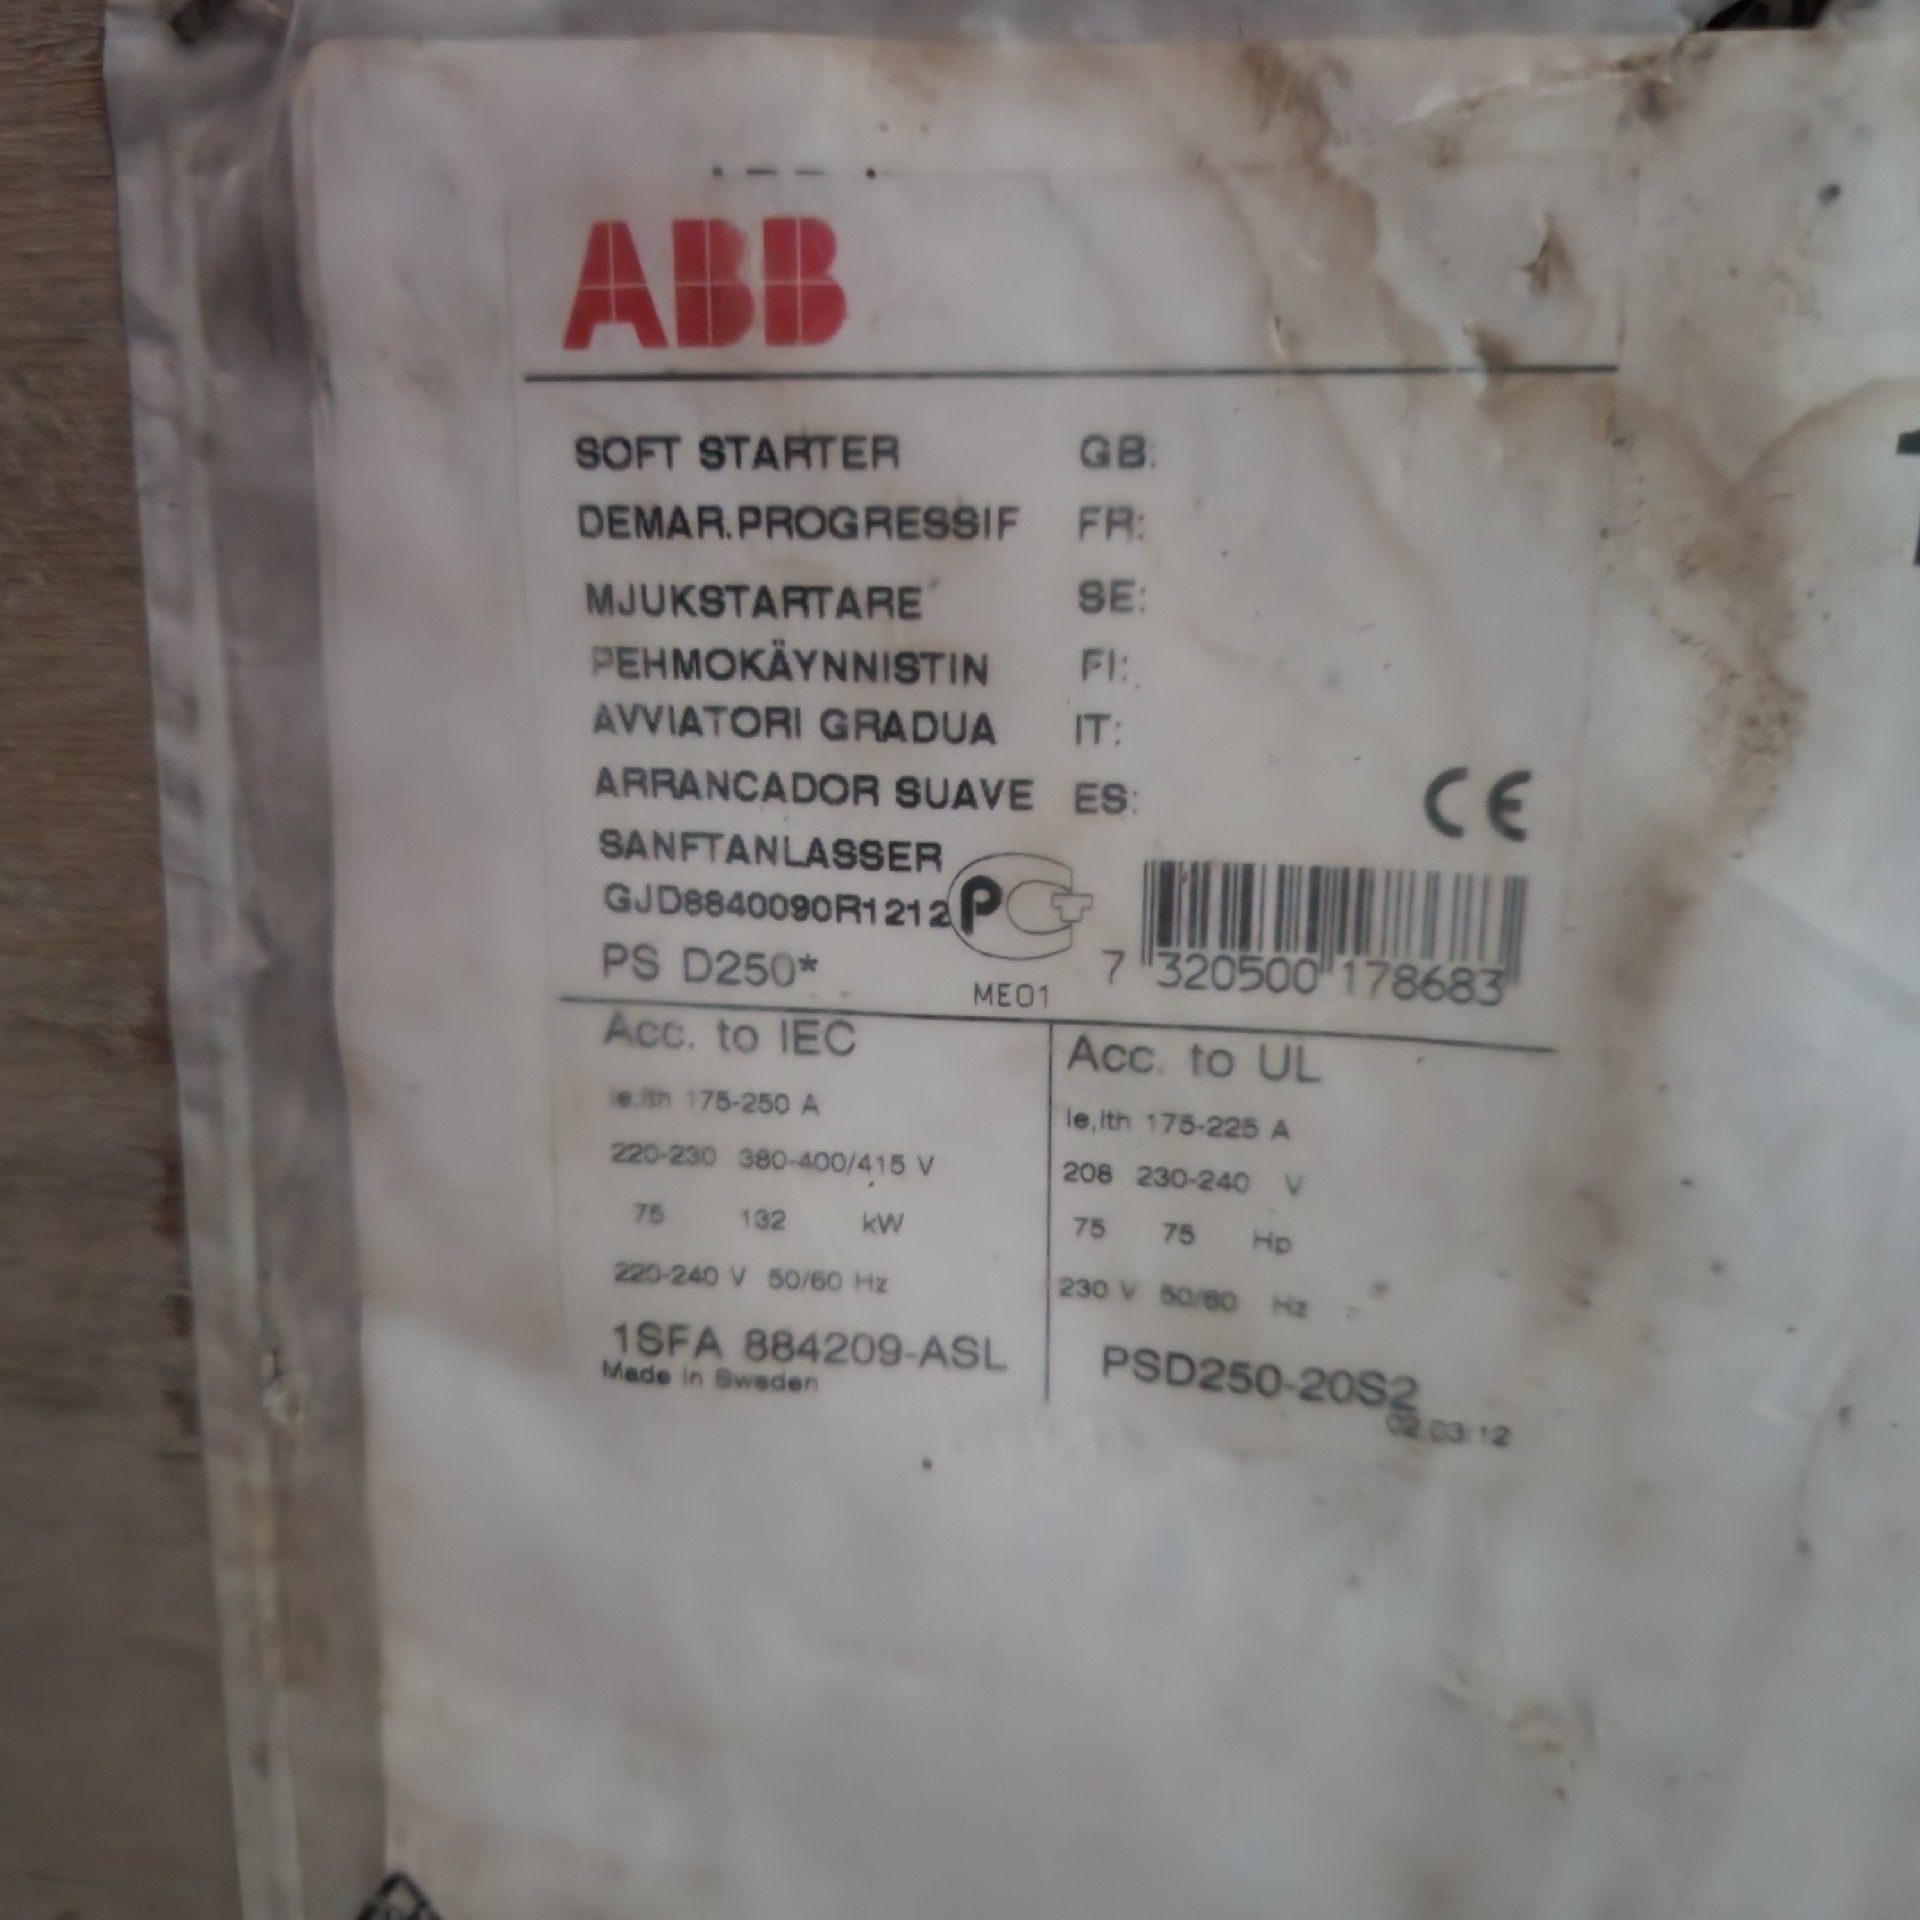 ABB
SOFT STARTER GB:
DEMAR.PROGRESSIF FR:
MJUKSTARTARE SE:
PEHMOKÄYNNISTIN FI:
AVVIATORI GRADUA IT:
ARRANCADOR SUAVE ES:
CE
SANFTANLASSER
GJD8840090R1212
PS D250*
PCT
ME01
7 320500 178683
Acc. to IEC
Ie,Ith 175-250 A
220-230 380-400/415 V
75 132 kW
220-240 V 50/60 Hz
1SFA 884209-ASL
Made in Sweden
Acc. to UL
Ie,Ith 175-225 A
208 230-240 V
75 75 Hp
230 V 50/60 Hz
PSD250-20S2
02.03.12